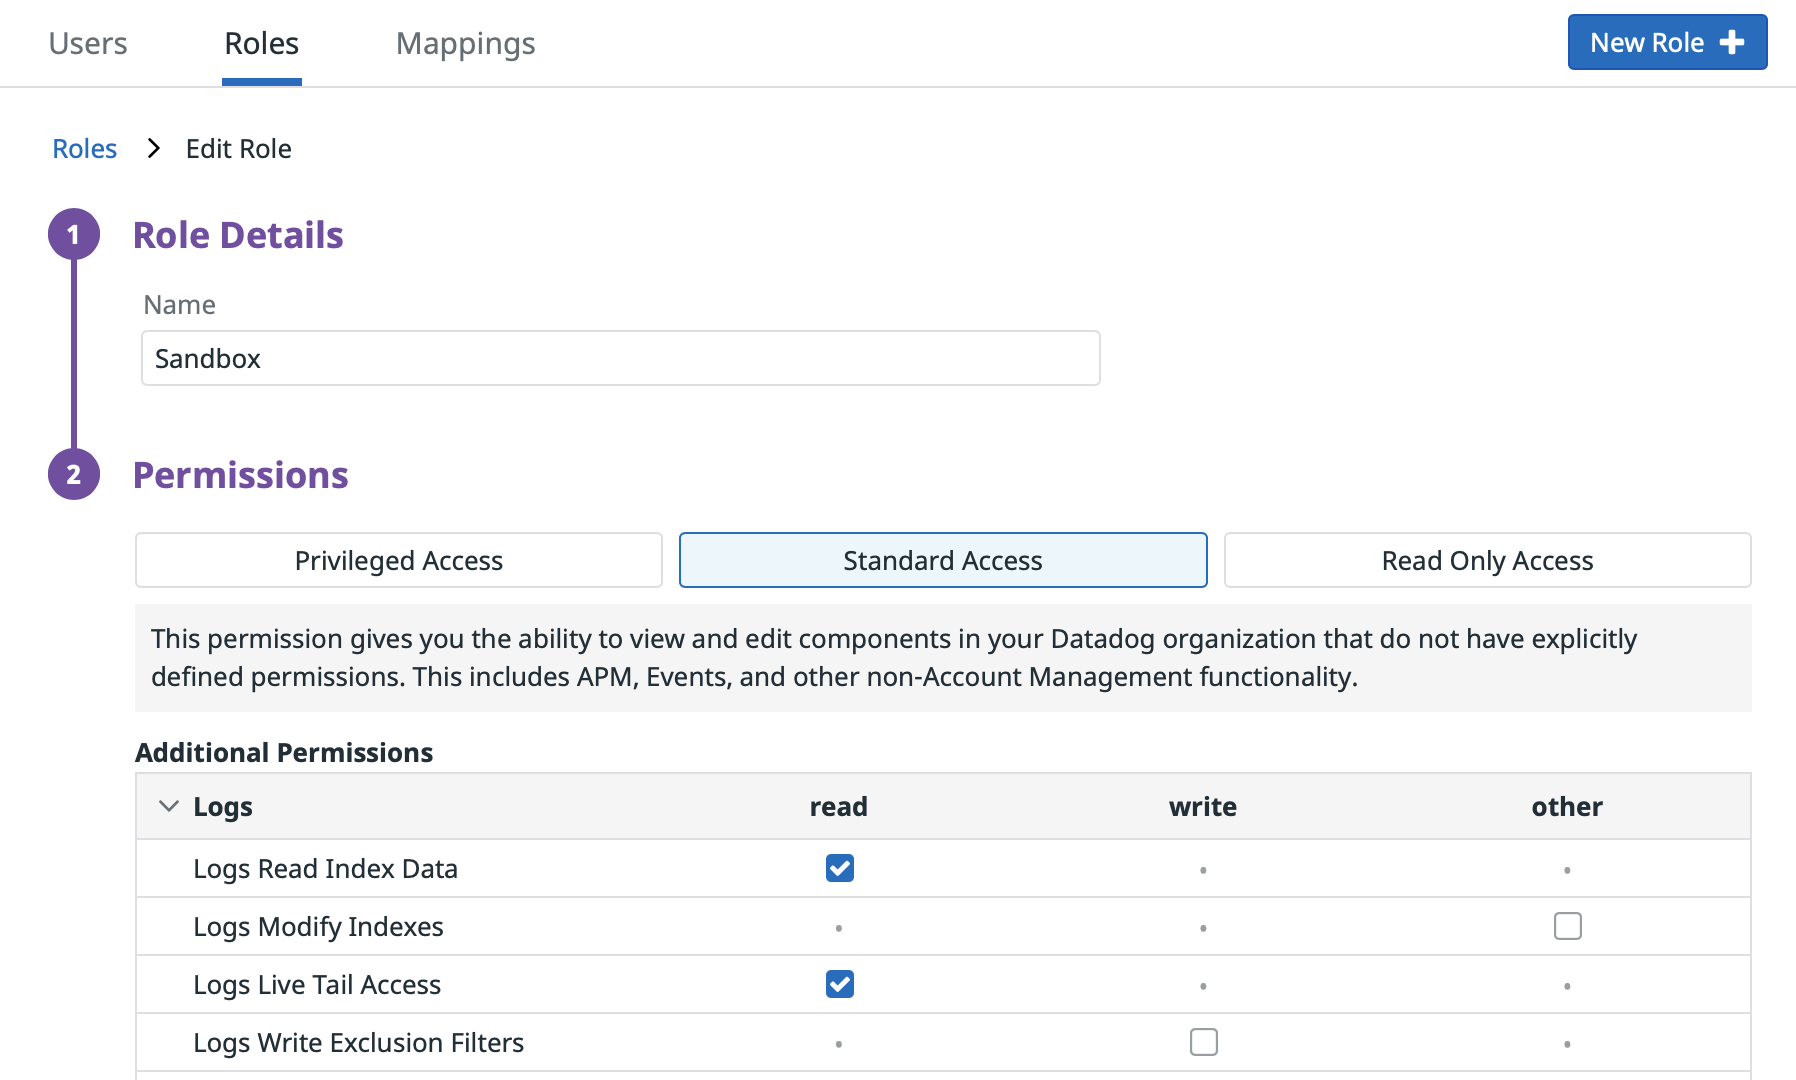 Users Roles Mappings New Role
Roles > Edit Role
1 Role Details
Name
Sandbox
2 Permissions
Privileged Access Standard Access Read Only Access
This permission gives you the ability to view and edit components in your Datadog organization that do not have explicitly
defined permissions. This includes APM, Events, and other non-Account Management functionality.
Additional Permissions
Logs read write other
Logs Read Index Data
Logs Modify Indexes
Logs Live Tail Access
Logs Write Exclusion Filters